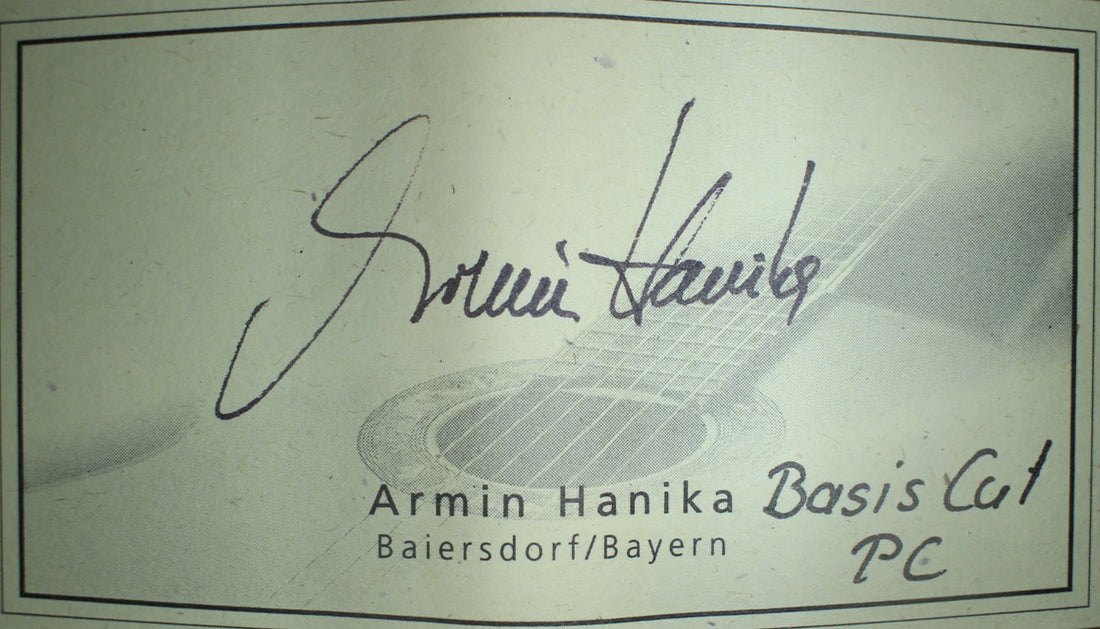 Armin Hanika
Armin Hanika Basis Cut
Baiersdorf/Bayern PC